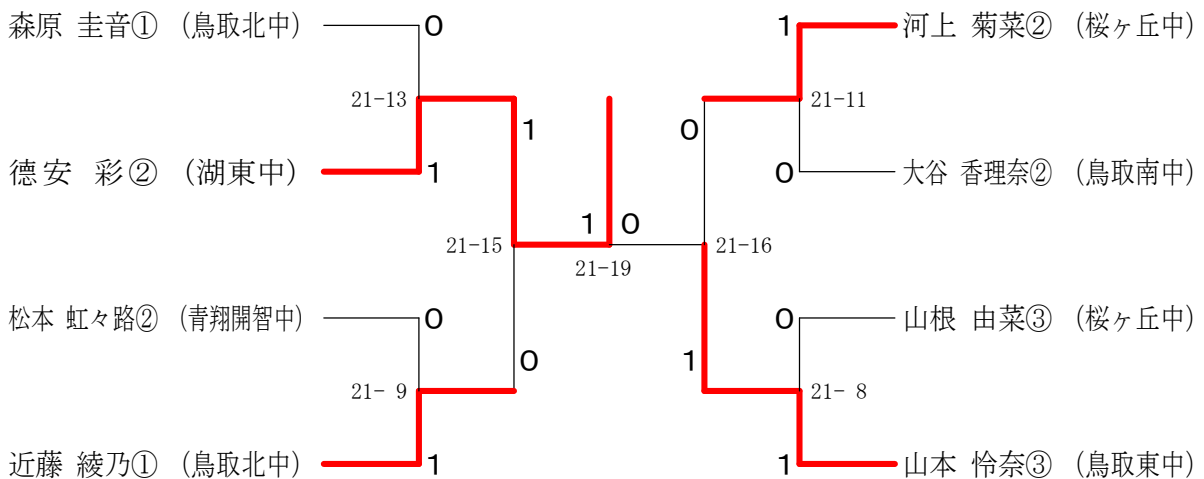 森原 圭音① (鳥取北中) 0 1 河上 菊菜② (桜ヶ丘中)
21-13 21-11
1 0
徳安 彩② (湖東中) 1 0 大谷 香理奈② (鳥取南中)
1 0
21-15 21-16
21-19
松本 虹々路② (青翔開智中) 0 0 山根 由菜③ (桜ヶ丘中)
0 1
21- 9 21- 8
近藤 綾乃① (鳥取北中) 1 1 山本 怜奈③ (鳥取東中)